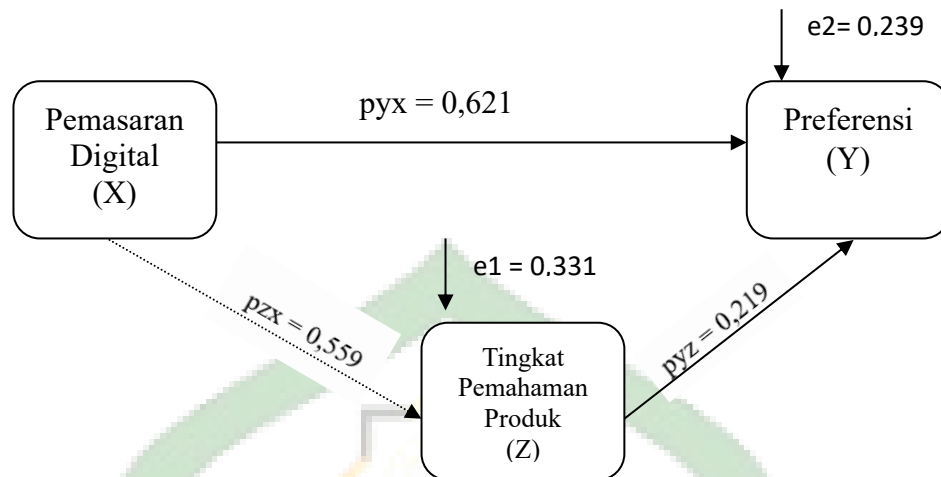 e2= 0,239
Pemasaran
Digital
(X)
pyx = 0,621
Preferensi
(Y)
e1 = 0,331
pzx = 0,559
pyz = 0,219
Tingkat
Pemahaman
Produk
(Z)